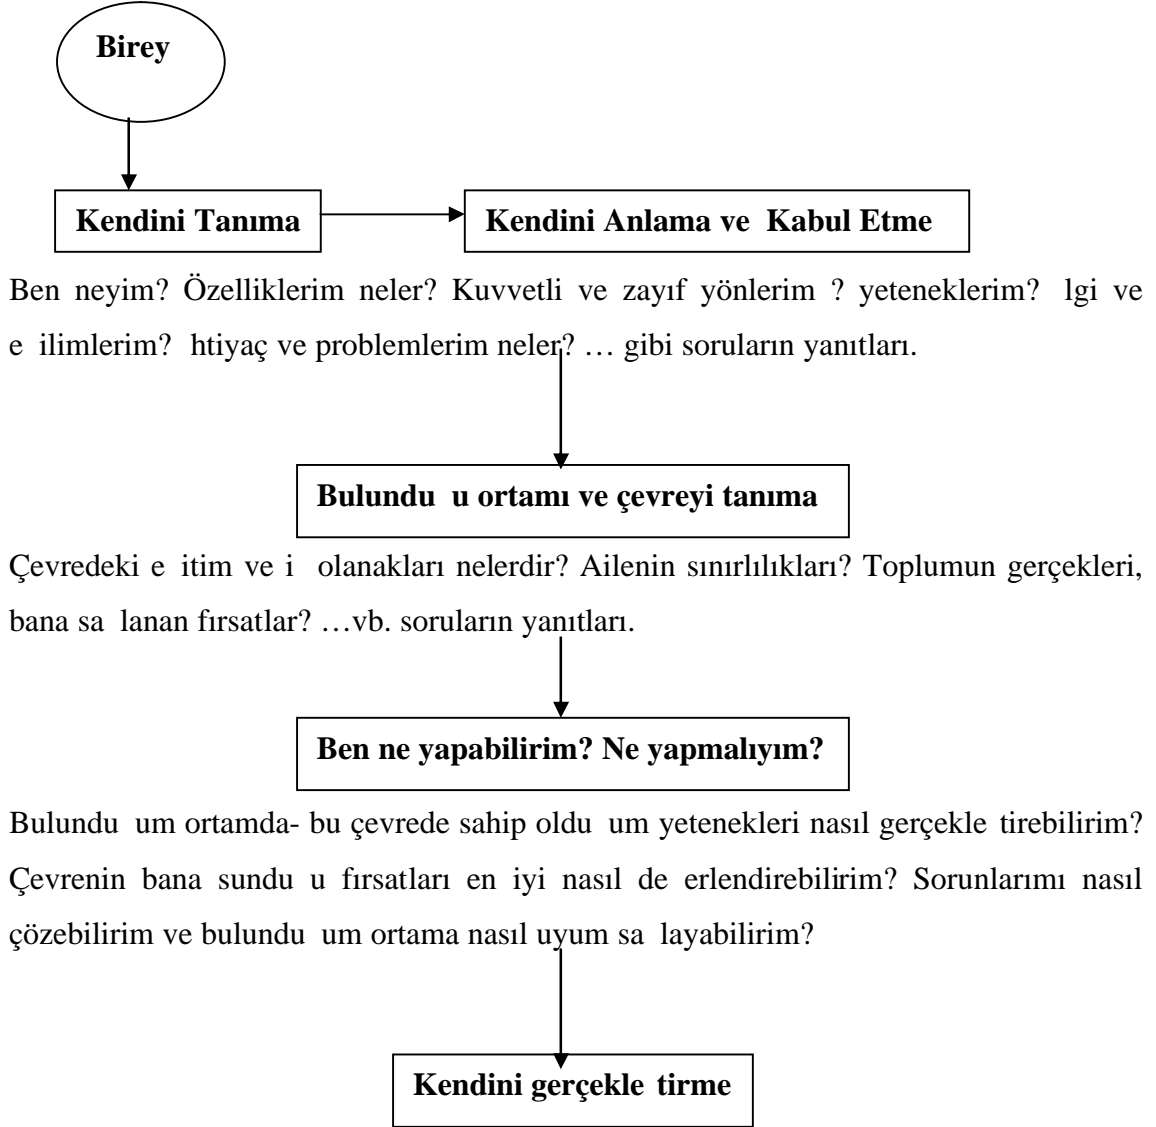 Birey
Kendini Tanıma
Kendini Anlama ve Kabul Etme
Ben neyim? Özelliklerim neler? Kuvvetli ve zayıf yönlerim ? yeteneklerim? lgi ve
e ilimlerim? htiyaç ve problemlerim neler? … gibi soruların yanıtları.
Bulundu u ortamı ve çevreyi tanıma
Çevredeki e itim ve i olanakları nelerdir? Ailenin sınırlılıkları? Toplumun gerçekleri,
bana sa lanan fırsatlar? …vb. soruların yanıtları.
Ben ne yapabilirim? Ne yapmalıyım?
Bulundu um ortamda- bu çevrede sahip oldu um yetenekleri nasıl gerçekle tirebilirim?
Çevrenin bana sundu u fırsatları en iyi nasıl de erlendirebilirim? Sorunlarımı nasıl
çözebilirim ve bulundu um ortama nasıl uyum sa layabilirim?
Kendini gerçekle tirme